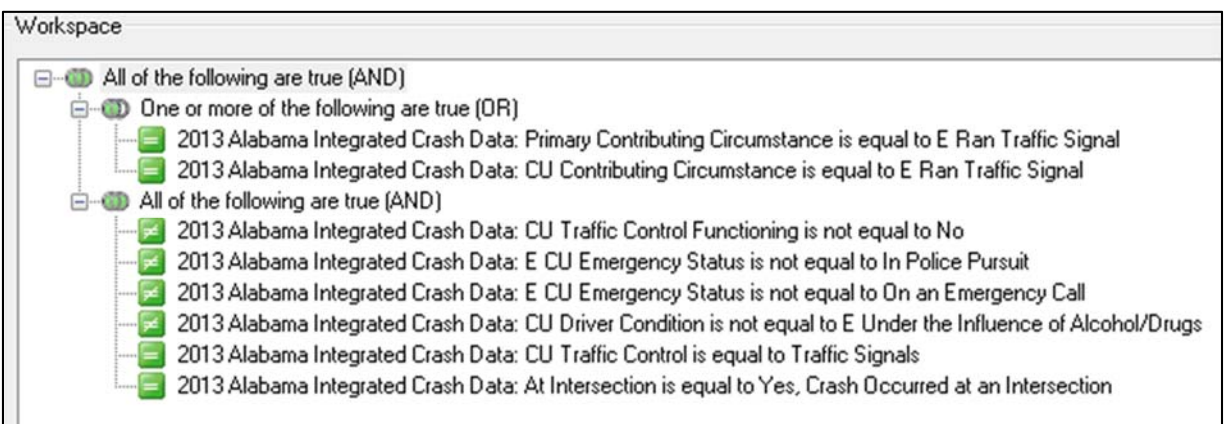 Workspace
All of the following are true (AND)
One or more of the following are true (OR)
2013 Alabama Integrated Crash Data: Primary Contributing Circumstance is equal to E Ran Traffic Signal
2013 Alabama Integrated Crash Data: CU Contributing Circumstance is equal to E Ran Traffic Signal
All of the following are true (AND)
2013 Alabama Integrated Crash Data: CU Traffic Control Functioning is not equal to No
2013 Alabama Integrated Crash Data: E CU Emergency Status is not equal to In Police Pursuit
2013 Alabama Integrated Crash Data: E CU Emergency Status is not equal to On an Emergency Call
2013 Alabama Integrated Crash Data: CU Driver Condition is not equal to E Under the Influence of Alcohol/Drugs
2013 Alabama Integrated Crash Data: CU Traffic Control is equal to Traffic Signals
2013 Alabama Integrated Crash Data: At Intersection is equal to Yes, Crash Occurred at an Intersection